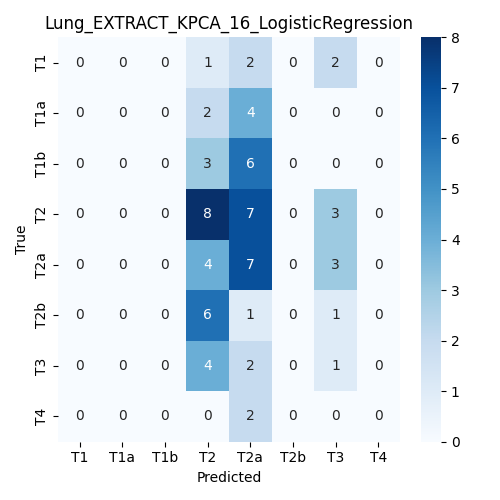 Lung_EXTRACT_KPCA_16_LogisticRegression
T1 0 0 0 1 2 0 2 0
T1a 0 0 0 2 4 0 0 0
T1b 0 0 0 3 6 0 0 0
T2 0 0 0 8 7 0 3 0
T2a 0 0 0 4 7 0 3 0
T2b 0 0 0 6 1 0 1 0
T3 0 0 0 4 2 0 1 0
T4 0 0 0 0 2 0 0 0
T1 T1a T1b T2 T2a T2b T3 T4
Predicted
True
8
7
6
5
4
3
2
1
0